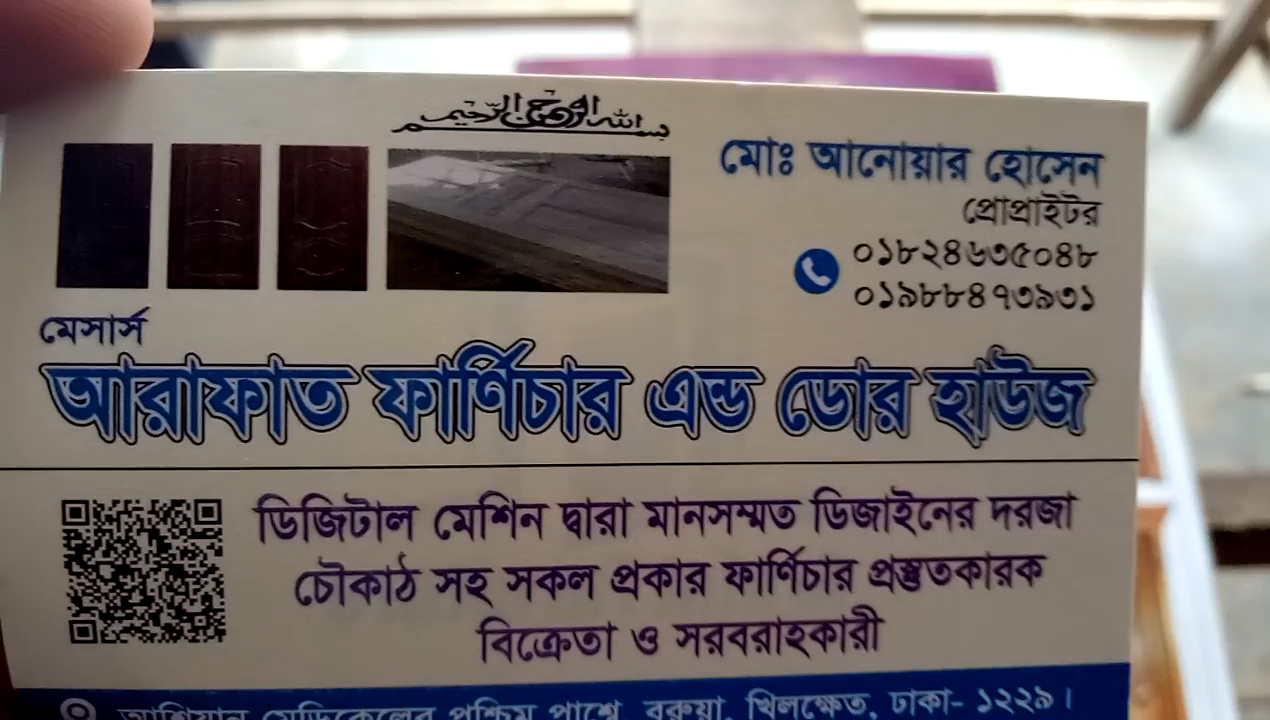 بسم الله الرحمن الرحيم
মোঃ আনোয়ার হোসেন
প্রোপ্রাইটর
০১৮২৪৬৩৫০৪৮
০১৯৮৮৪৭৩৯৩১
মেসার্স
আরাফাত ফার্ণিচার এন্ড ডোর হাউজ
ডিজিটাল মেশিন দ্বারা মানসম্মত ডিজাইনের দরজা
চৌকাঠ সহ সকল প্রকার ফার্ণিচার প্রস্তুতকারক
বিক্রেতা ও সরবরাহকারী
আশিয়ান মেডিকেলের পশ্চিম পাশে, বরুয়া, খিলক্ষেত, ঢাকা- ১২২৯।